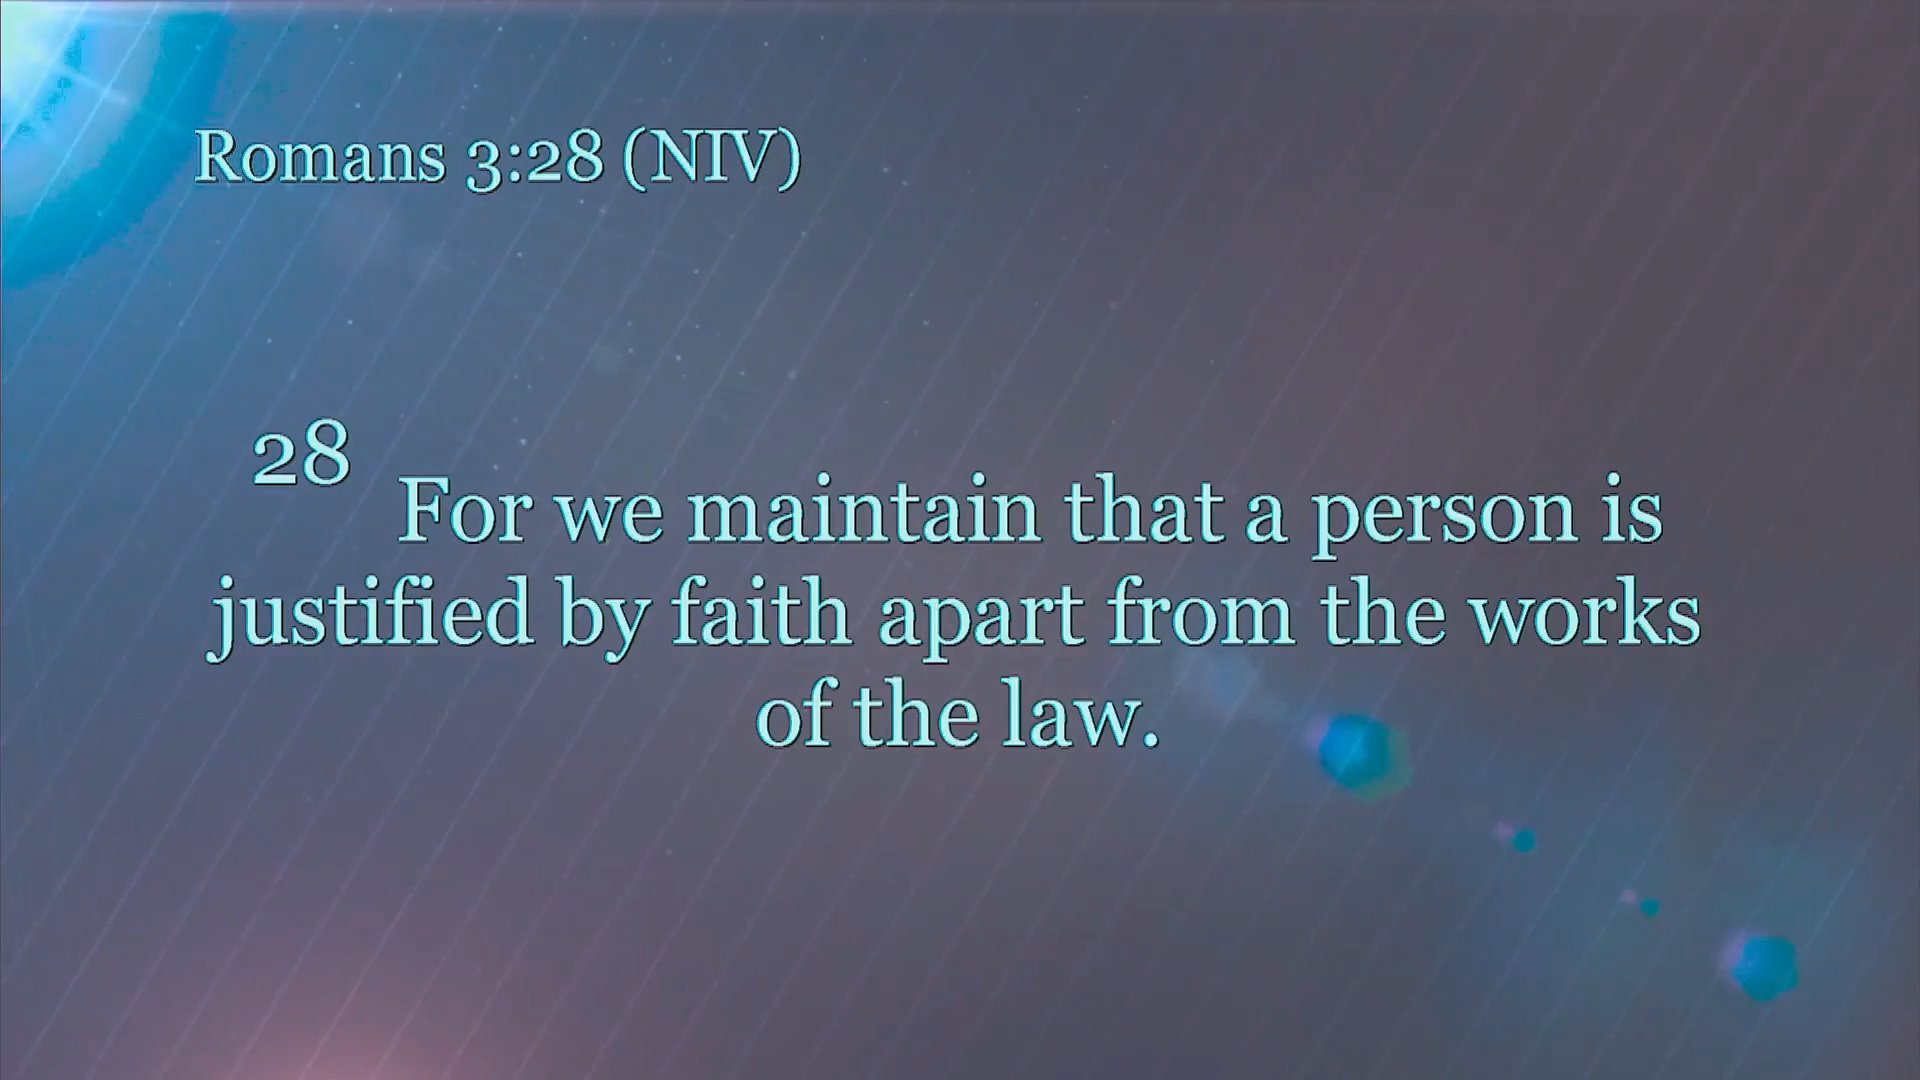 Romans 3:28 (NIV)
28 For we maintain that a person is
justified by faith apart from the works
of the law.